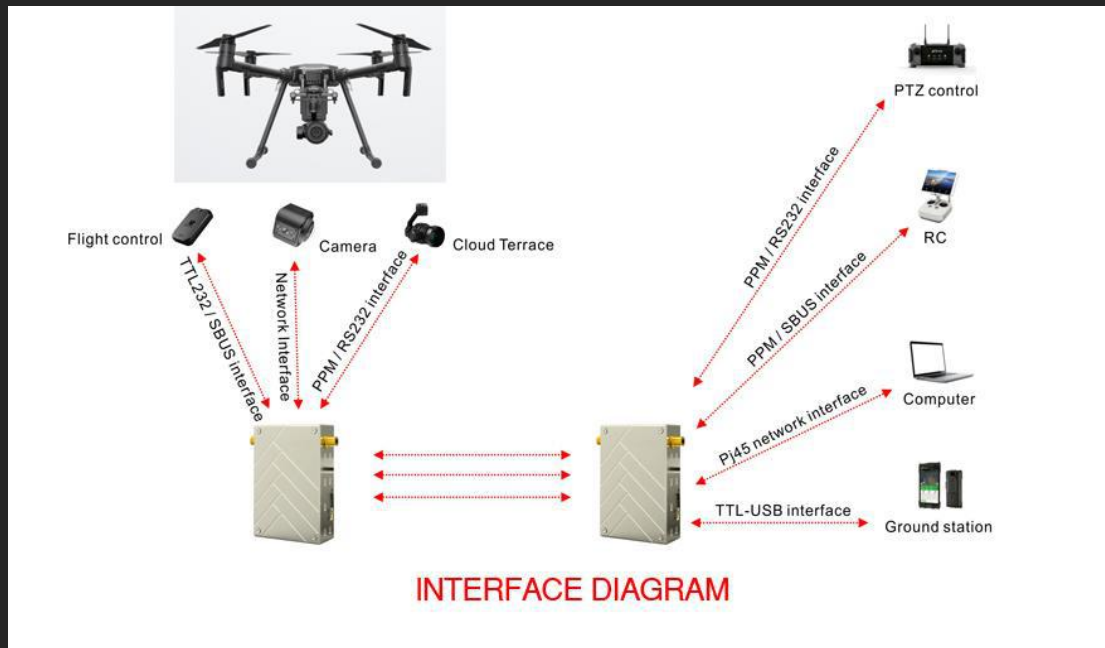 PTZ control
PPM / RS232 interface
RC
PPM / SBUS interface
Flight control
Camera
Cloud Terrace
TTL232 / SBUS interface
Network Interface
PPM / RS232 interface
Computer
Pj45 network interface
TTL-USB interface
Ground station
INTERFACE DIAGRAM